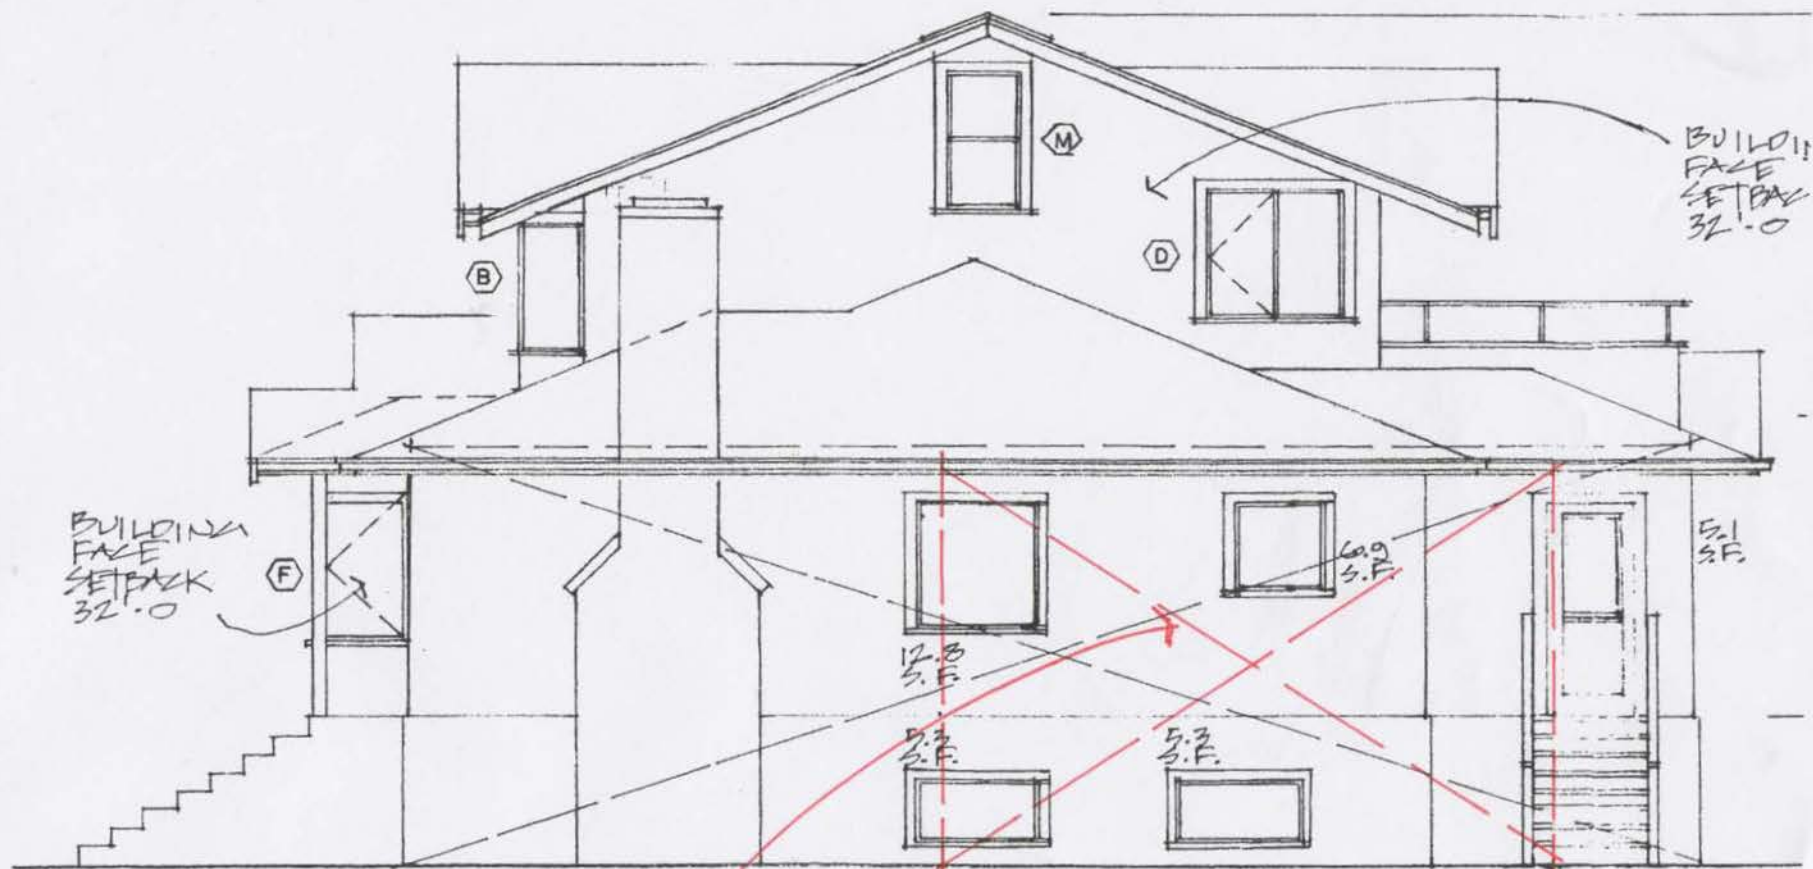 M
BUILDIN
FACE
SETBAC
32'-0
B
D
BUILDING
FACE
SETBACK
32'-0
F
6.9
S.F.
5.1
S.F.
12.8
S.F.
5.3
S.F.
5.3
S.F.